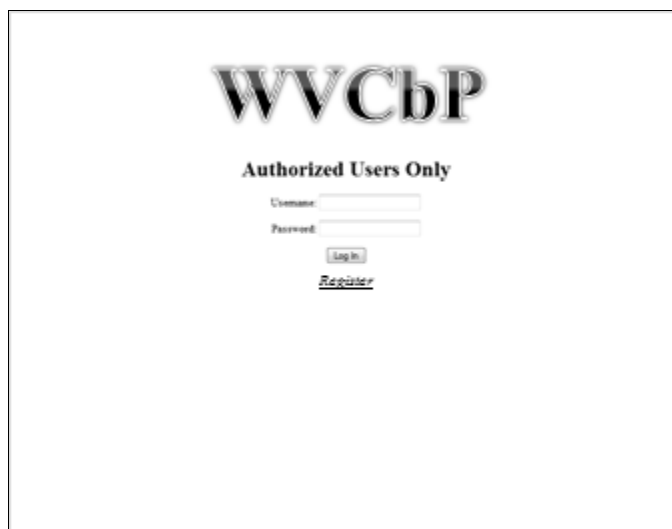 WVCbP
Authorized Users Only
Username:
Password:
Log In
Register